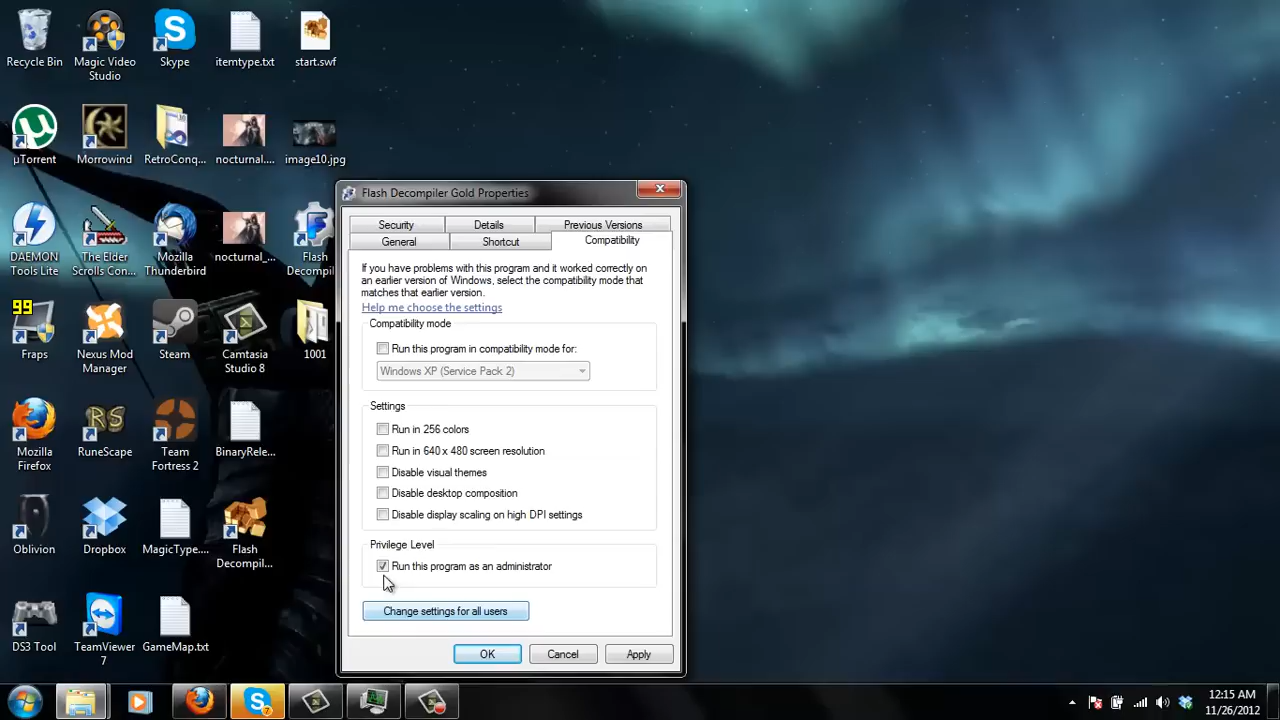 Recycle Bin
Magic Video
Studio
Skype
itemtype.txt
start.swf
µTorrent
Morrowind
RetroConq...
nocturnal....
image10.jpg
DAEMON
Tools Lite
The Elder
Scrolls Con...
Mozilla
Thunderbird
nocturnal_...
Flash
Decompil
99
Fraps
Nexus Mod
Manager
Steam
Camtasia
Studio 8
1001
Mozilla
Firefox
RS
RuneScape
Team
Fortress 2
BinaryRele...
Oblivion
Dropbox
MagicType....
Flash
Decompil...
DS3 Tool
TeamViewer
7
GameMap.txt
Flash Decompiler Gold Properties
Security
Details
Previous Versions
General
Shortcut
Compatibility
If you have problems with this program and it worked correctly on
an earlier version of Windows, select the compatibility mode that
matches that earlier version.
Help me choose the settings
Compatibility mode
Run this program in compatibility mode for:
Windows XP (Service Pack 2)
Settings
Run in 256 colors
Run in 640 x 480 screen resolution
Disable visual themes
Disable desktop composition
Disable display scaling on high DPI settings
Privilege Level
Run this program as an administrator
Change settings for all users
OK
Cancel
Apply
7
12:15 AM
11/26/2012